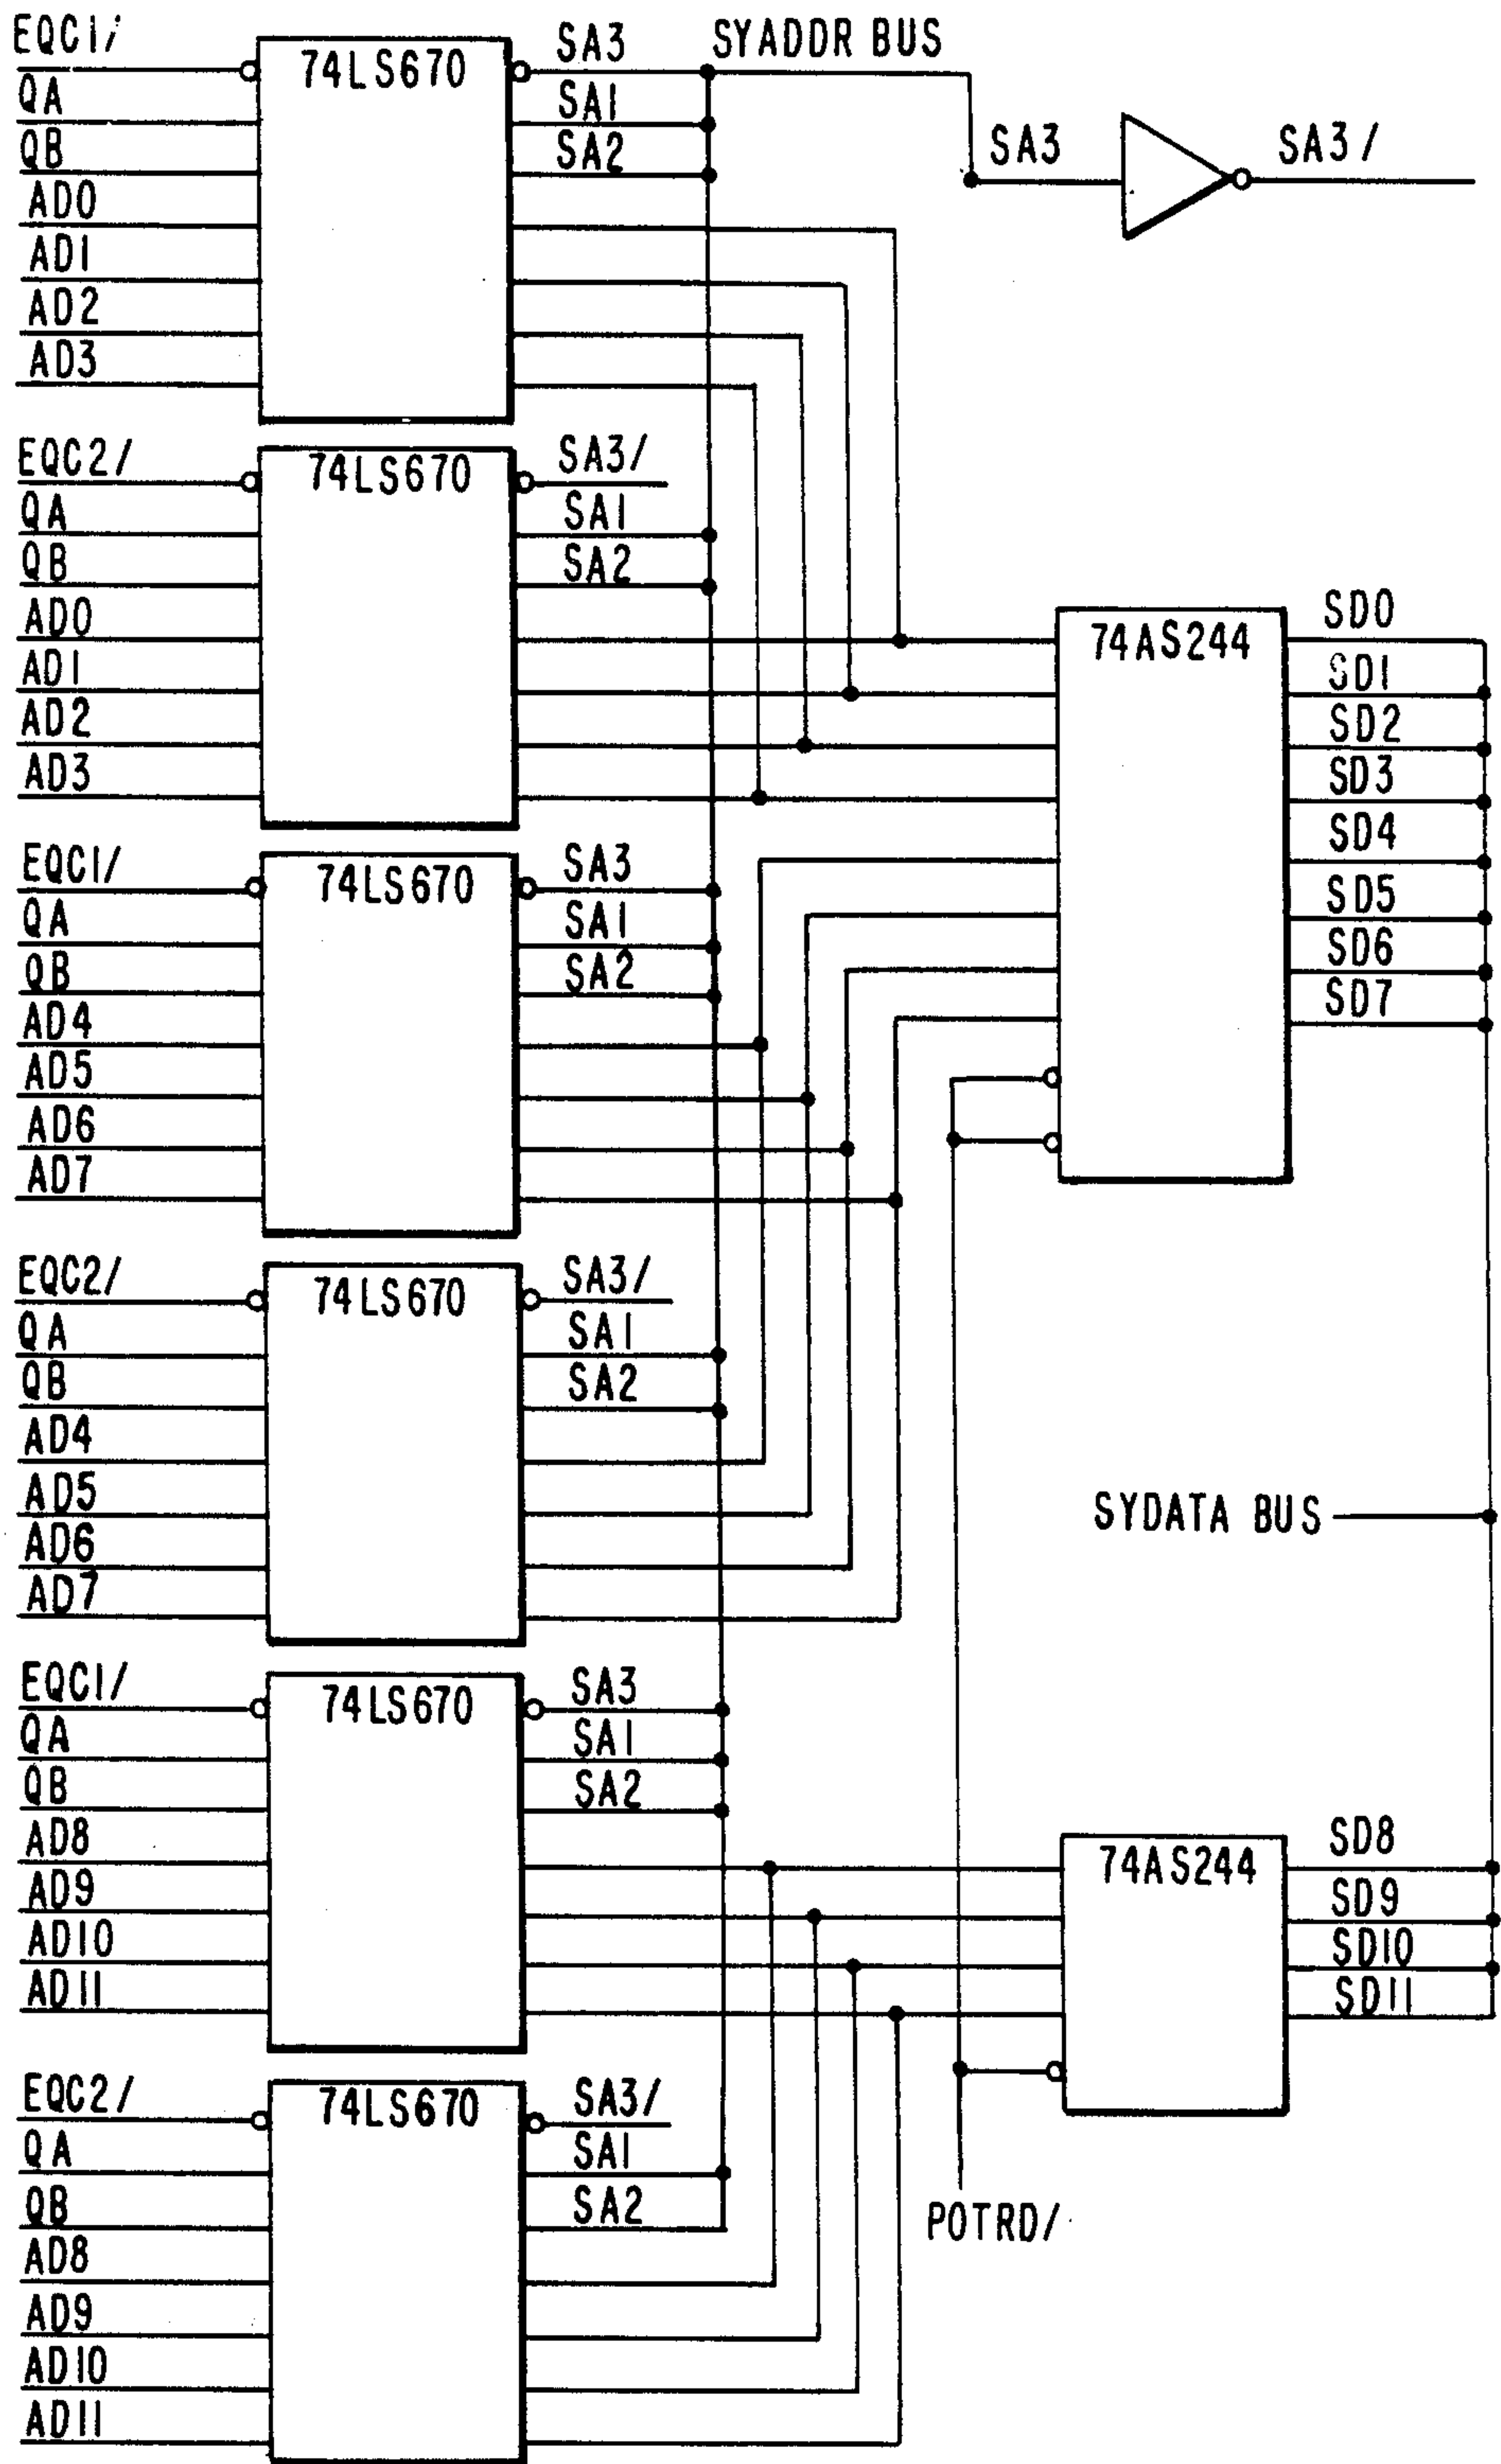 EQC1/
QA
QB
AD0
AD1
AD2
AD3
74LS670
SA3
SA1
SA2
SYADDR BUS
SA3
SA3/
EQC2/
QA
QB
AD0
AD1
AD2
AD3
74LS670
SA3/
SA1
SA2
EQC1/
QA
QB
AD4
AD5
AD6
AD7
74LS670
SA3
SA1
SA2
74AS244
SD0
SD1
SD2
SD3
SD4
SD5
SD6
SD7
EQC2/
QA
QB
AD4
AD5
AD6
AD7
74LS670
SA3/
SA1
SA2
SYDATA BUS
EQC1/
QA
QB
AD8
AD9
AD10
AD11
74LS670
SA3
SA1
SA2
74AS244
SD8
SD9
SD10
SD11
EQC2/
QA
QB
AD8
AD9
AD10
AD11
74LS670
SA3/
SA1
SA2
POTRD/